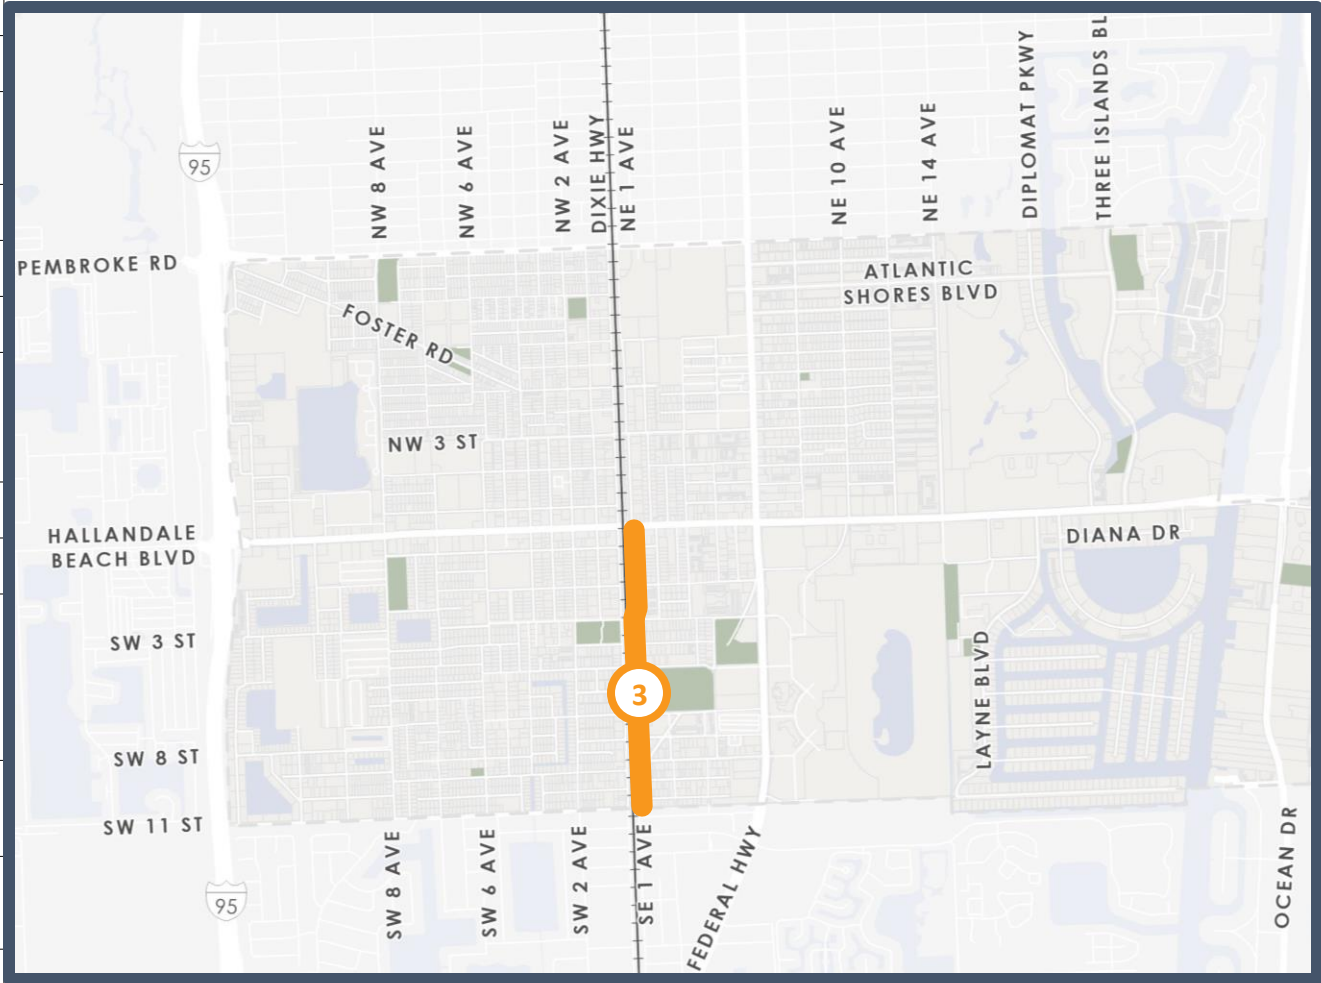 DIPLOMAT PKWY
THREE ISLANDS BL
95
NW 8 AVE
NW 6 AVE
NW 2 AVE
DIXIE HWY
NE 1 AVE
NE 10 AVE
NE 14 AVE
PEMBROKE RD
ATLANTIC
SHORES BLVD
FOSTER RD
NW 3 ST
HALLANDALE
BEACH BLVD
DIANA DR
SW 3 ST
LAYNE BLVD
3
SW 8 ST
SW 11 ST
SW 8 AVE
SW 6 AVE
SW 2 AVE
SE 1 AVE
FEDERAL HWY
OCEAN DR
95